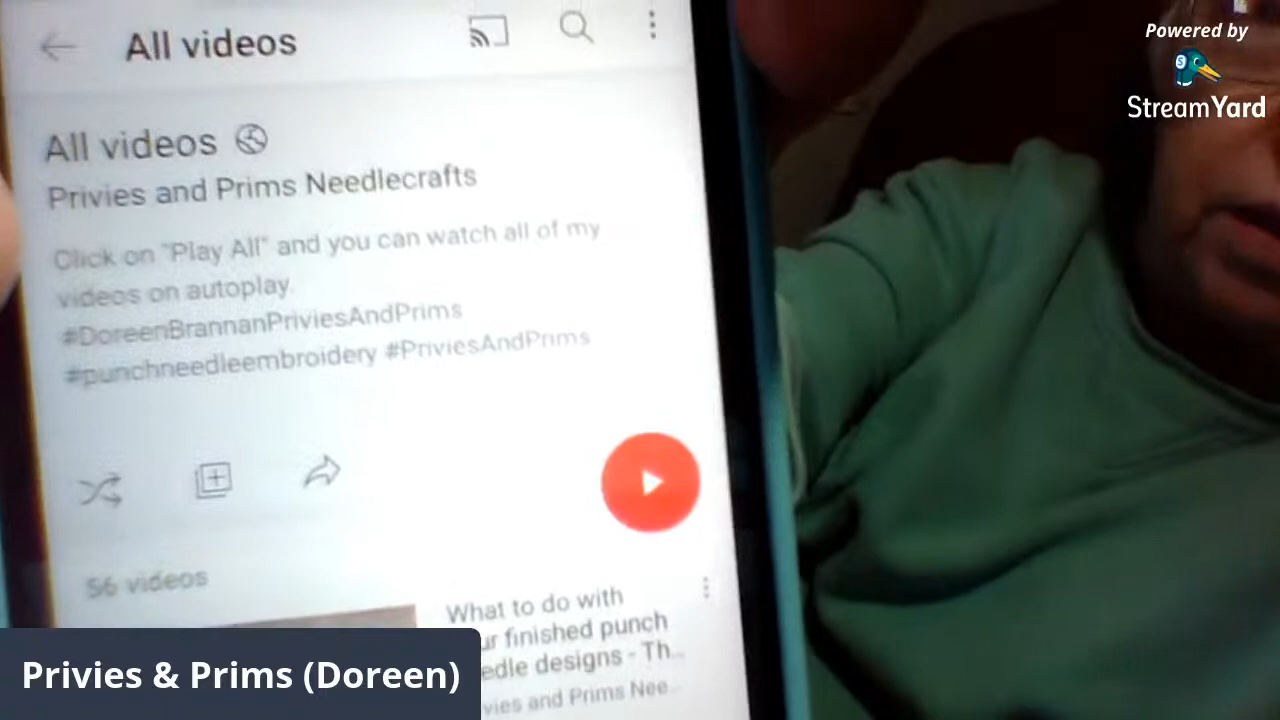 All videos
All videos
Privies and Prims Needlecrafts
Click on "Play All" and you can watch all of my
videos on autoplay.
#DoreenBrannanPriviesAndPrims
#punchneedleembroidery #PriviesAndPrims
56 videos
What to do with
ur finished punch
edle designs - Th...
vies and Prims Nee...
Privies & Prims (Doreen)
Powered by
StreamYard